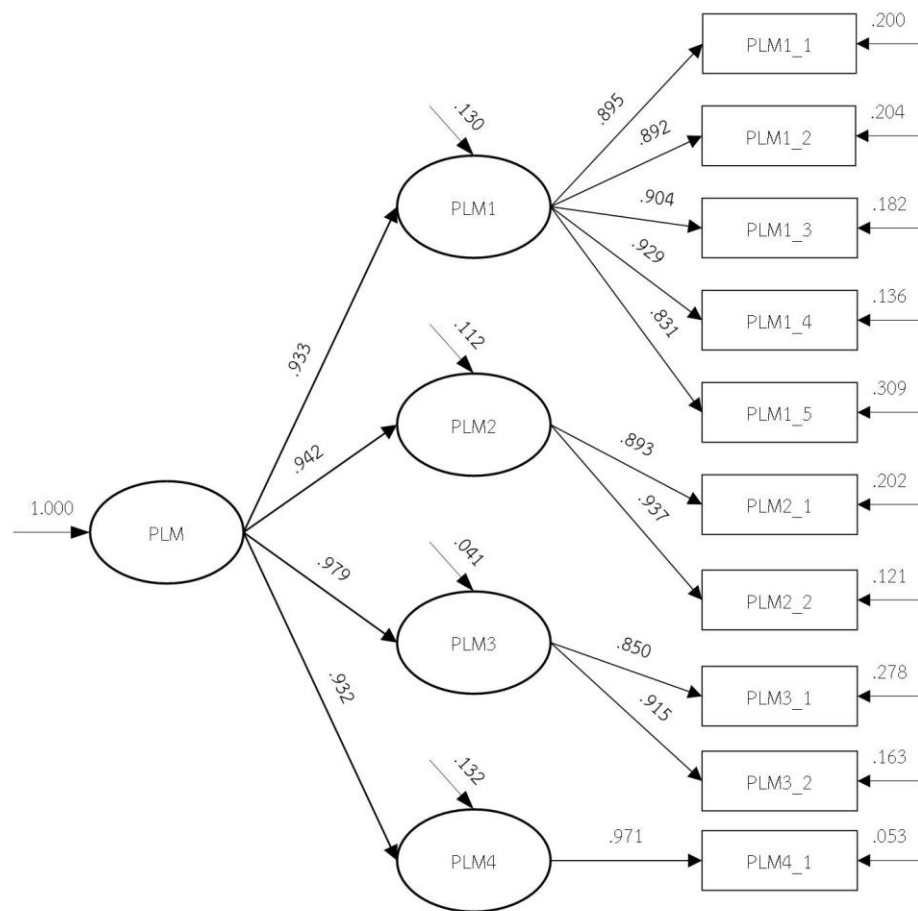 .200
PLM1_1
.895
.130
.204
.892
PLM1_2
PLM1
.904
.182
PLM1_3
.929
.136
PLM1_4
.831
.112
.933
.309
PLM1_5
PLM2
.893
.942
.202
PLM2_1
1.000
.937
PLM
.041
.979
.121
PLM2_2
PLM3
.850
.278
.932
PLM3_1
.915
.132
.163
PLM3_2
PLM4
.971
.053
PLM4_1